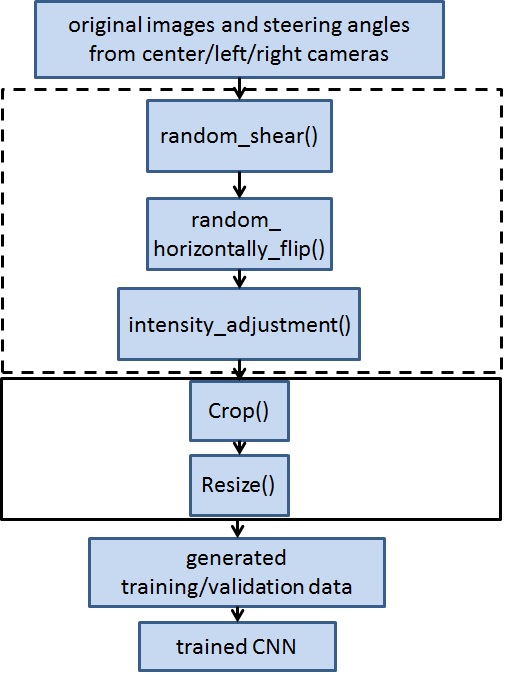 original images and steering angles
from center/left/right cameras
random_shear()
random_
horizontally_flip()
intensity_adjustment()
Crop()
Resize()
generated
training/validation data
trained CNN